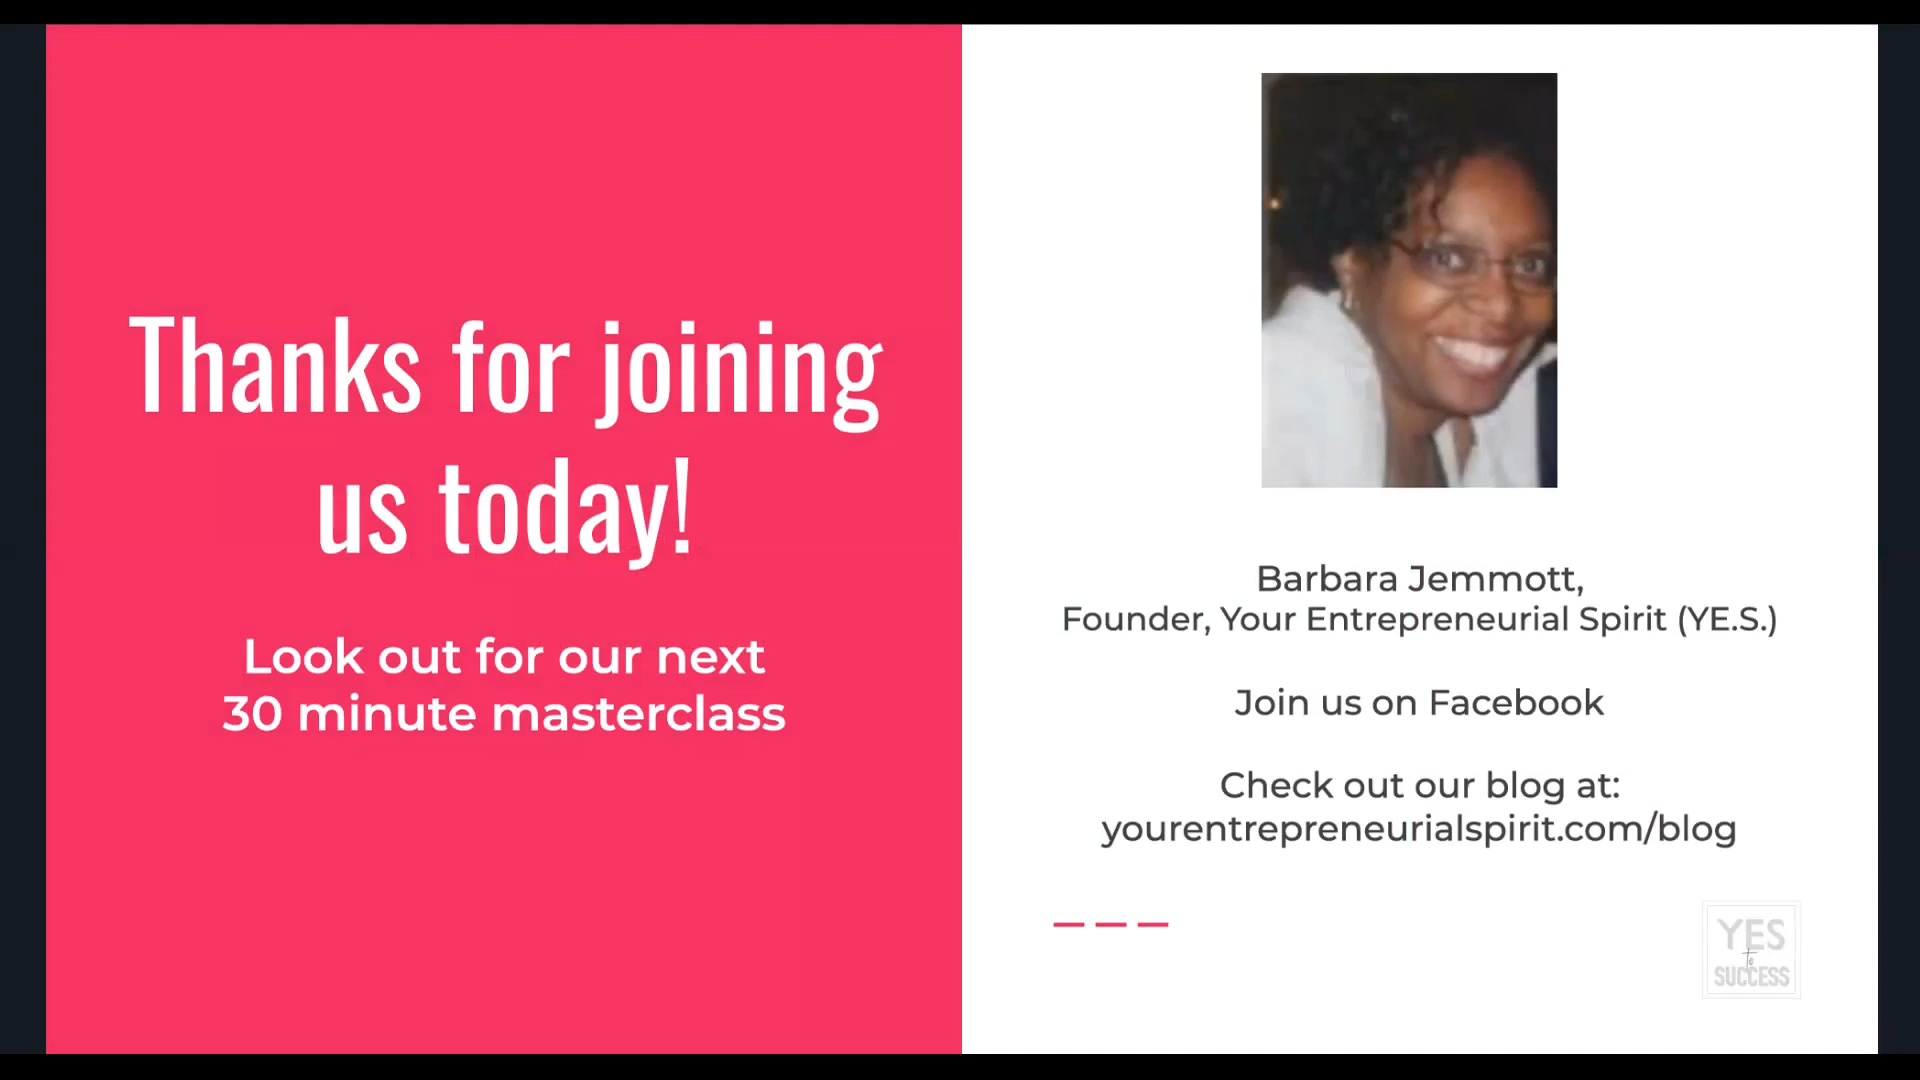 Thanks for joining
us today!
Look out for our next
30 minute masterclass
Barbara Jemmott,
Founder, Your Entrepreneurial Spirit (YE.S.)
Join us on Facebook
Check out our blog at:
yourentrepreneurialspirit.com/blog
YES
to
SUCCESS